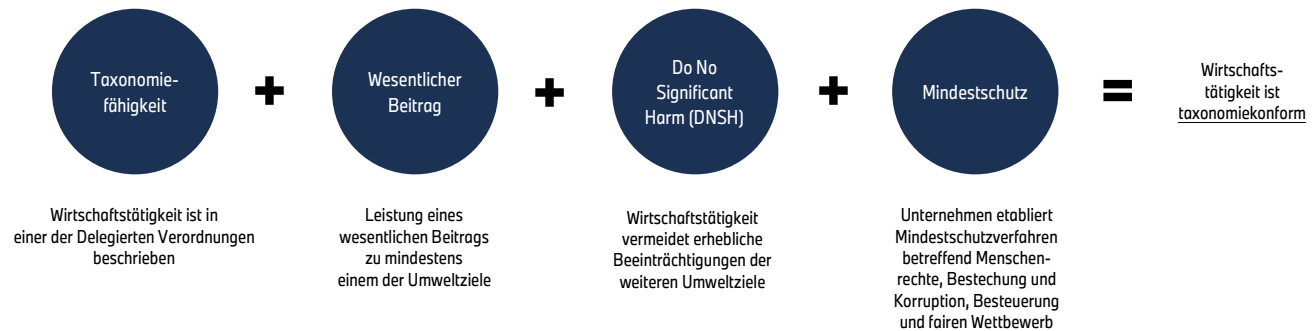 Taxonomie-
fähigkeit
+
Wesentlicher
Beitrag
+
Do No
Significant
Harm (DNSH)
+
Mindestschutz
=
Wirtschafts-
tätigkeit ist
taxonomiekonform
Wirtschaftstätigkeit ist in
einer der Delegierten Verordnungen
beschrieben
Leistung eines
wesentlichen Beitrags
zu mindestens
einem der Umweltziele
Wirtschaftstätigkeit
vermeidet erhebliche
Beeinträchtigungen der
weiteren Umweltziele
Unternehmen etabliert
Mindestschutzverfahren
betreffend Menschen-
rechte, Bestechung und
Korruption, Besteuerung
und fairen Wettbewerb